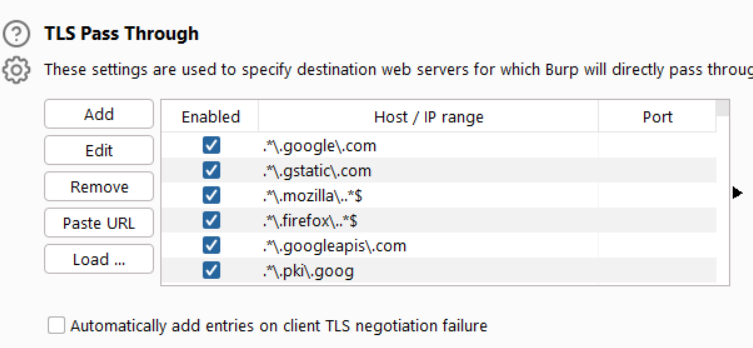 TLS Pass Through
These settings are used to specify destination web servers for which Burp will directly pass
Add
Enabled Host / IP range Port
Edit
.*\.google\.com
.*\.gstatic\.com
Remove
.*\.mozilla\..*$
Paste URL
.*\.firefox\..*$
Load ...
.*\.googleapis\.com
.*\.pki\.goog
Automatically add entries on client TLS negotiation failure